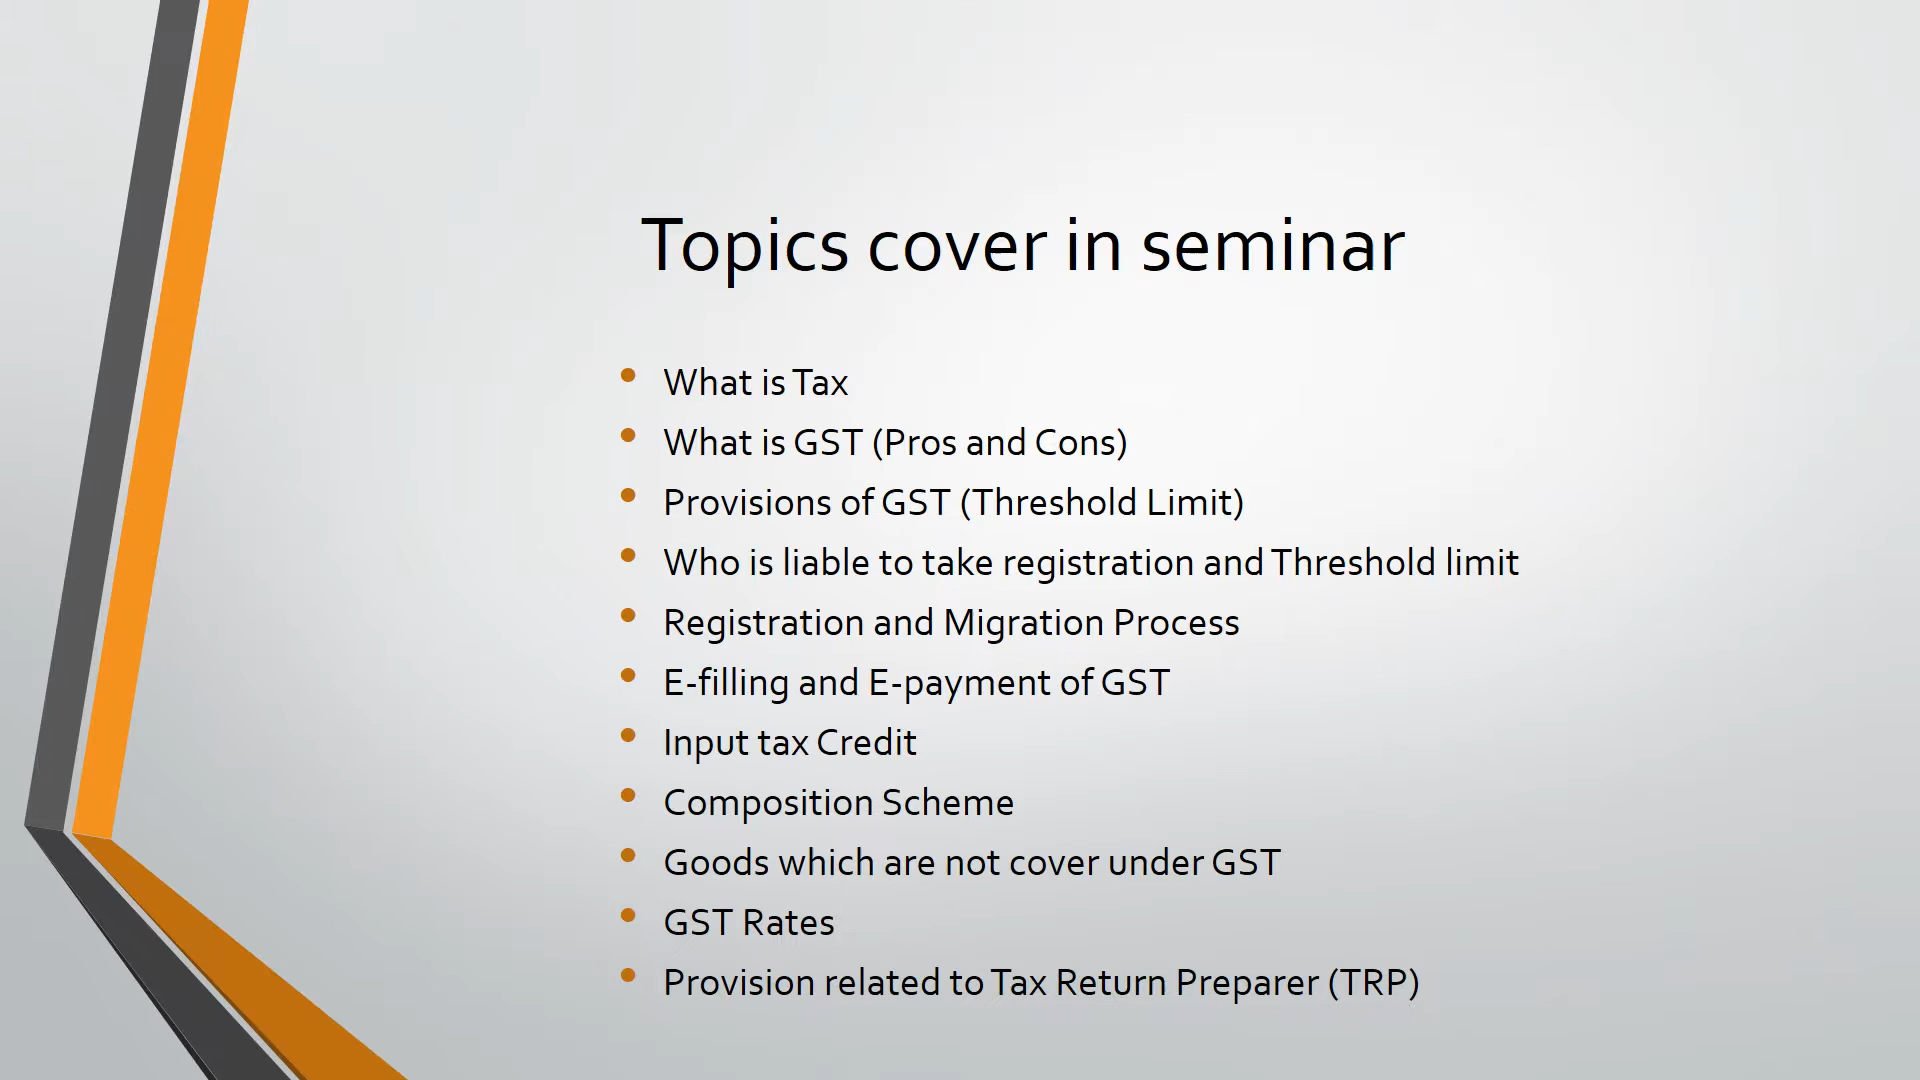 Topics cover in seminar
What is Tax
What is GST (Pros and Cons)
Provisions of GST (Threshold Limit)
Who is liable to take registration and Threshold limit
Registration and Migration Process
E-filling and E-payment of GST
Input tax Credit
Composition Scheme
Goods which are not cover under GST
GST Rates
Provision related to Tax Return Preparer (TRP)